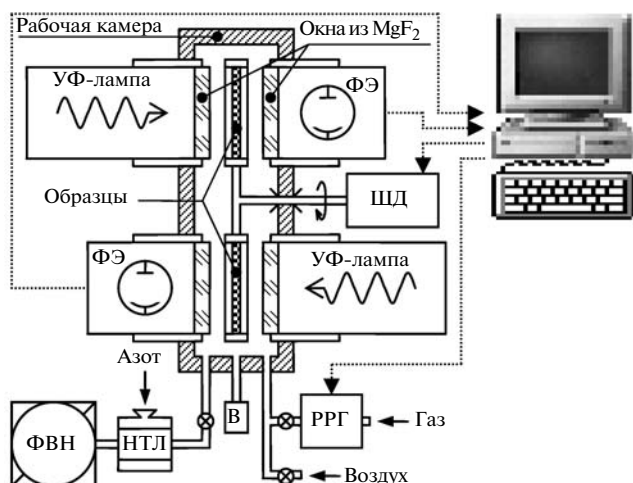 Рабочая камера
Окна из MgF2
УФ-лампа
ФЭ
Образцы
ШД
ФЭ
УФ-лампа
Азот
ФВН
НТЛ
В
РРГ
Газ
Воздух